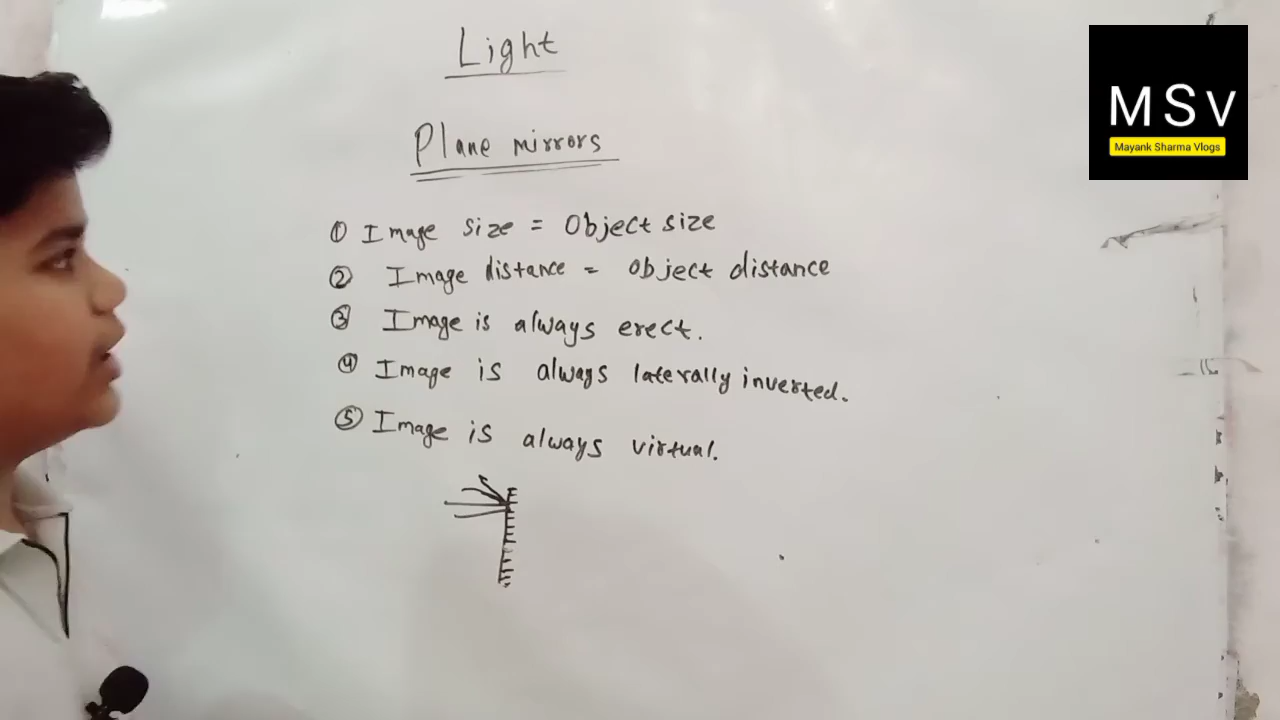 Light
Plane mirrors
① Image size = Object size
② Image distance = Object distance
③ Image is always erect.
④ Image is always laterally inverted.
⑤ Image is always virtual.
MSV
Mayank Sharma Vlogs